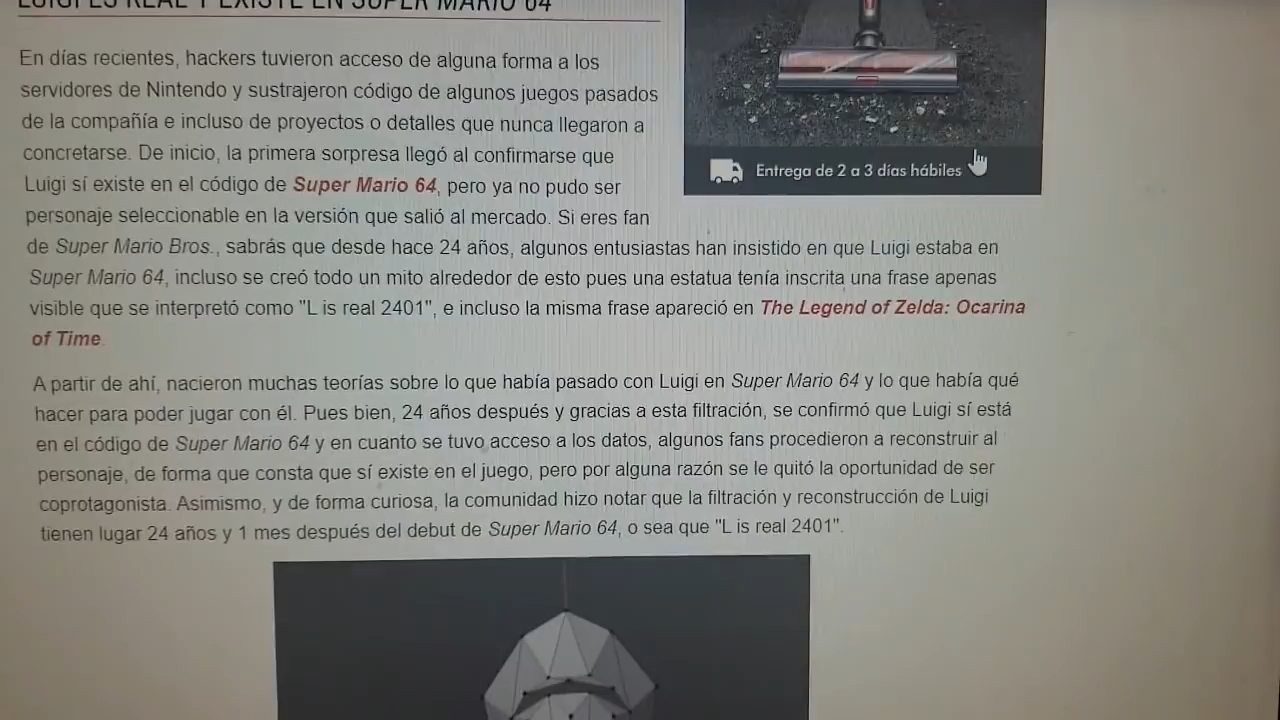 LUIGI ES REAL Y EXISTE EN SUPER MARIO 64
En días recientes, hackers tuvieron acceso de alguna forma a los
servidores de Nintendo y sustrajeron código de algunos juegos pasados
de la compañía e incluso de proyectos o detalles que nunca llegaron a
concretarse. De inicio, la primera sorpresa llegó al confirmarse que
Luigi sí existe en el código de Super Mario 64, pero ya no pudo ser
personaje seleccionable en la versión que salió al mercado. Si eres fan
de Super Mario Bros., sabrás que desde hace 24 años, algunos entusiastas han insistido en que Luigi estaba en
Super Mario 64, incluso se creó todo un mito alrededor de esto pues una estatua tenía inscrita una frase apenas
visible que se interpretó como "L is real 2401", e incluso la misma frase apareció en The Legend of Zelda: Ocarina
of Time.
A partir de ahí, nacieron muchas teorías sobre lo que había pasado con Luigi en Super Mario 64 y lo que había qué
hacer para poder jugar con él. Pues bien, 24 años después y gracias a esta filtración, se confirmó que Luigi sí está
en el código de Super Mario 64 y en cuanto se tuvo acceso a los datos, algunos fans procedieron a reconstruir al
personaje, de forma que consta que sí existe en el juego, pero por alguna razón se le quitó la oportunidad de ser
coprotagonista. Asimismo, y de forma curiosa, la comunidad hizo notar que la filtración y reconstrucción de Luigi
tienen lugar 24 años y 1 mes después del debut de Super Mario 64, o sea que "L is real 2401".
Entrega de 2 a 3 días hábiles